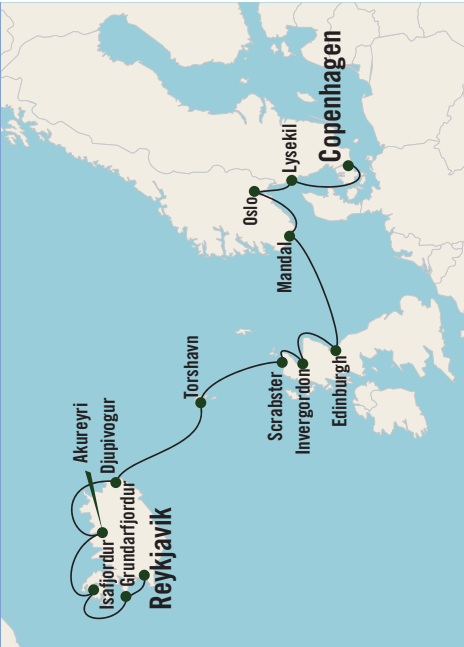 Copenhagen
Lysekil
Oslo
Mandal
Edinburgh
Invergordon
Scrabster
Torshavn
Djupivogur
Akureyri
Isafjordur
Grundarfjordur
Reykjavik